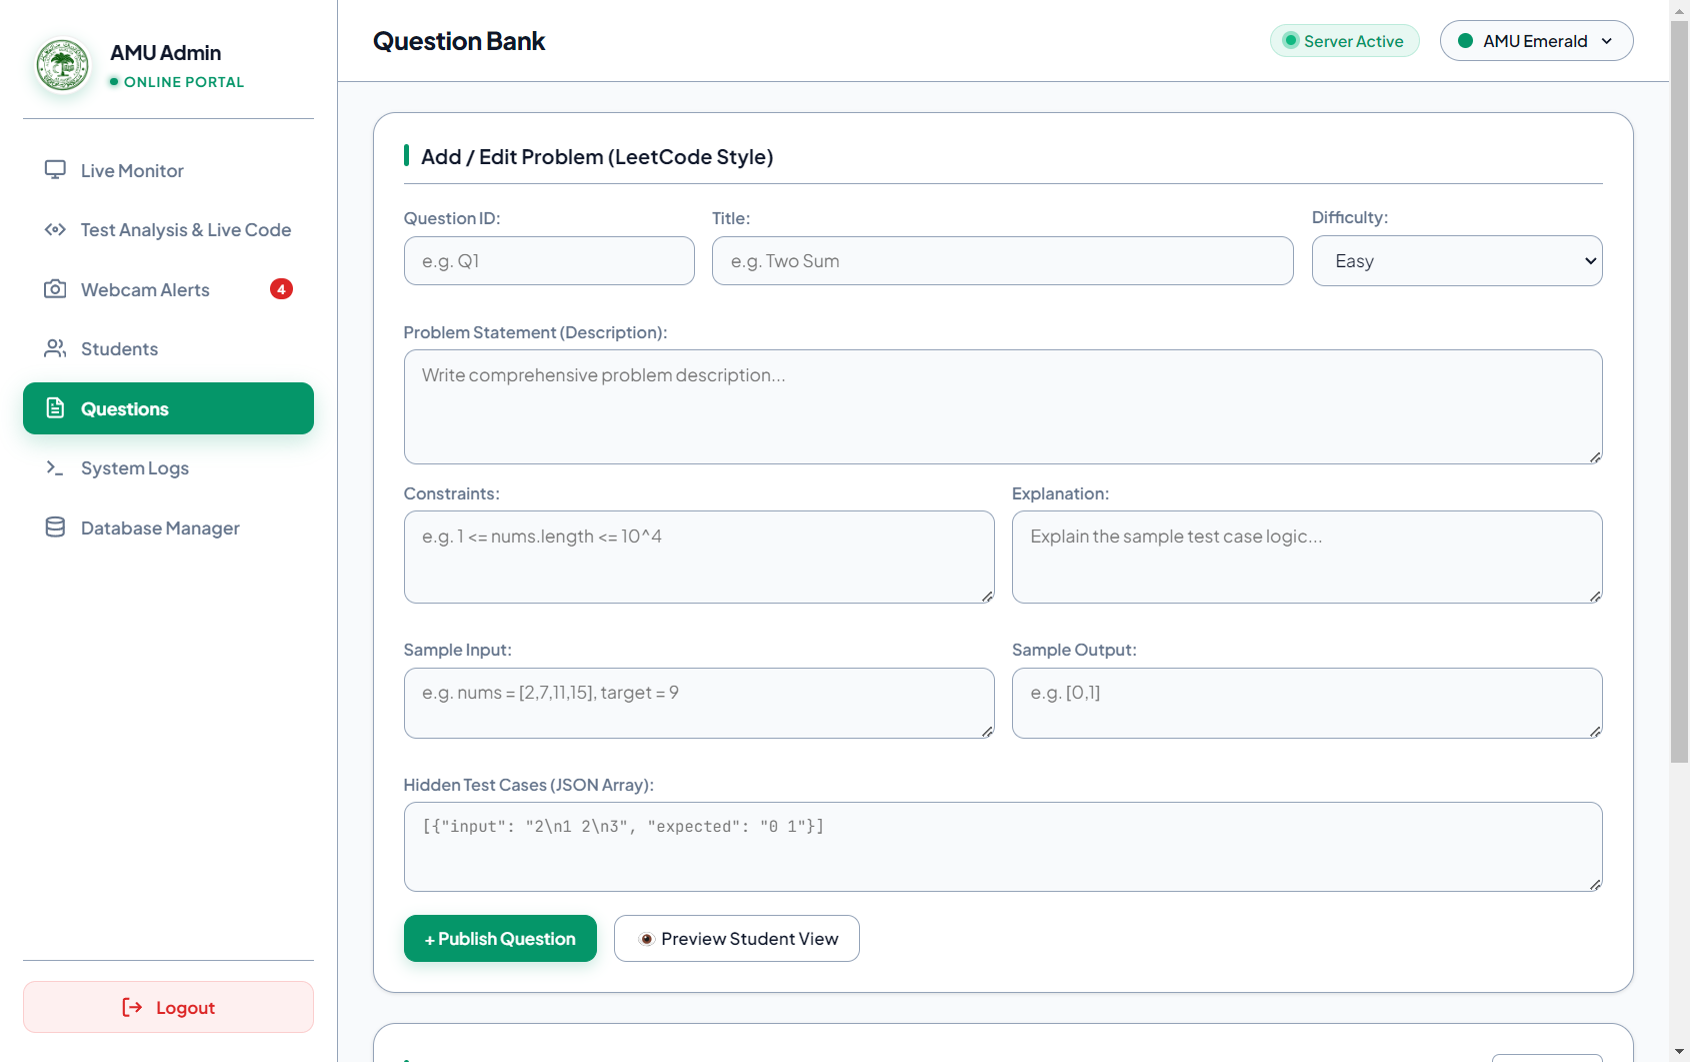 AMU Admin
ONLINE PORTAL
Live Monitor
Test Analysis & Live Code
Webcam Alerts 4
Students
Questions
System Logs
Database Manager
Logout
Question Bank
Server Active
AMU Emerald
Add / Edit Problem (LeetCode Style)
Question ID: Title: Difficulty:
e.g. Q1 e.g. Two Sum Easy
Problem Statement (Description):
Write comprehensive problem description...
Constraints: Explanation:
e.g. 1 <= nums.length <= 10^4 Explain the sample test case logic...
Sample Input: Sample Output:
e.g. nums = [2,7,11,15], target = 9 e.g. [0,1]
Hidden Test Cases (JSON Array):
[{"input": "2\n1 2\n3", "expected": "0 1"}]
+ Publish Question Preview Student View